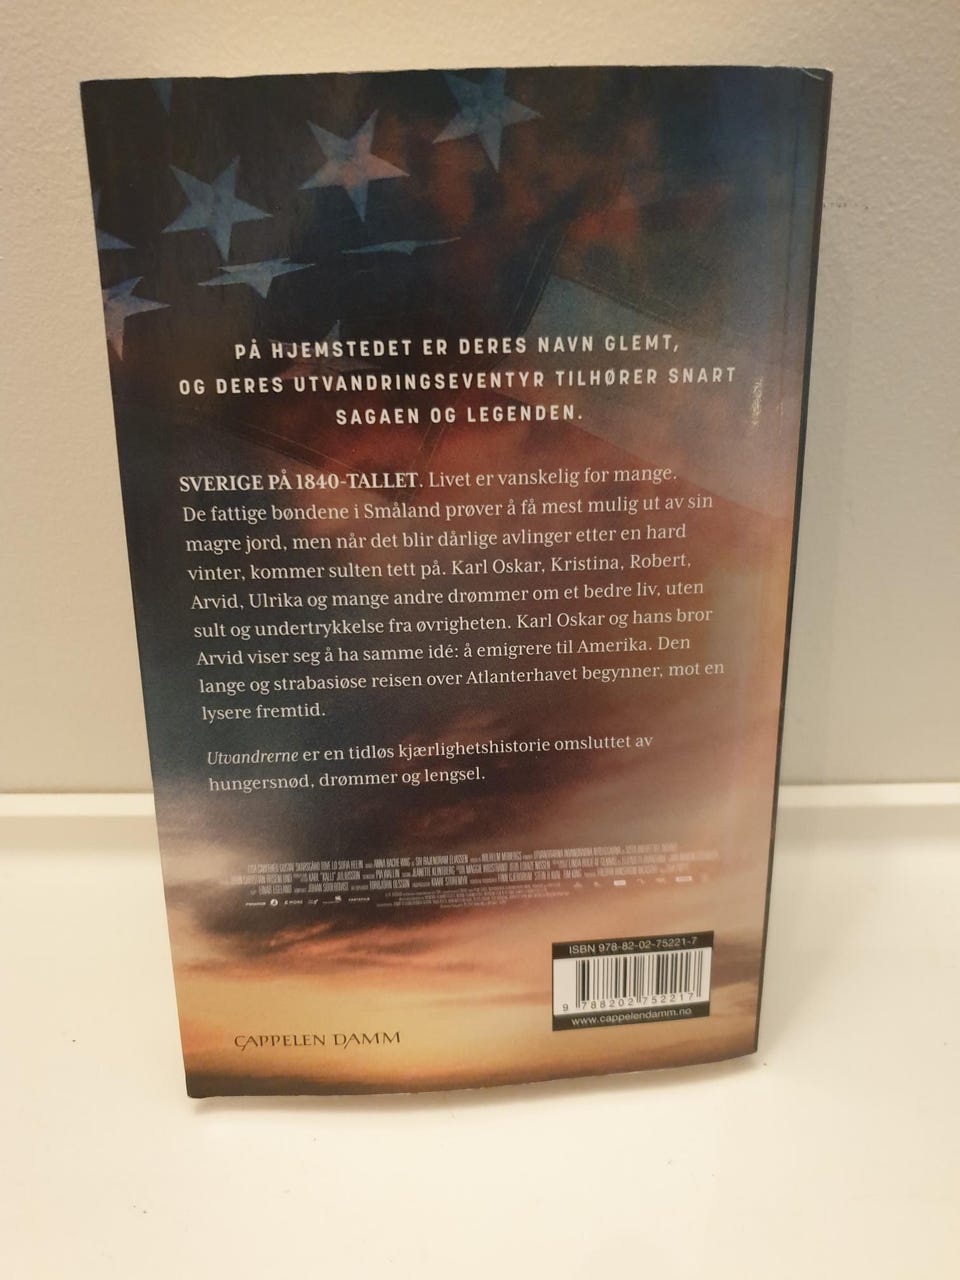 PÅ HJEMSTEDET ER DERES NAVN GLEMT,
OG DERES UTVANDRINGSEVENTYR TILHØRER SNART
SAGAEN OG LEGENDEN.
SVERIGE PÅ 1840-TALLET. Livet er vanskelig for mange.
De fattige bøndene i Småland prøver å få mest mulig ut av sin
magre jord, men når det blir dårlige avlinger etter en hard
vinter, kommer sulten tett på. Karl Oskar, Kristina, Robert,
Arvid, Ulrika og mange andre drømmer om et bedre liv, uten
sult og undertrykkelse fra øvrigheten. Karl Oskar og hans bror
Arvid viser seg å ha samme idé: å emigrere til Amerika. Den
lange og strabasiøse reisen over Atlanterhavet begynner, mot en
lysere fremtid.
Utvandrerne er en tidløs kjærlighetshistorie omsluttet av
hungersnød, drømmer og lengsel.
ISBN 978-82-02-75221-7
9 788202 752217
www.cappelendamm.no
CAPPELEN DAMM